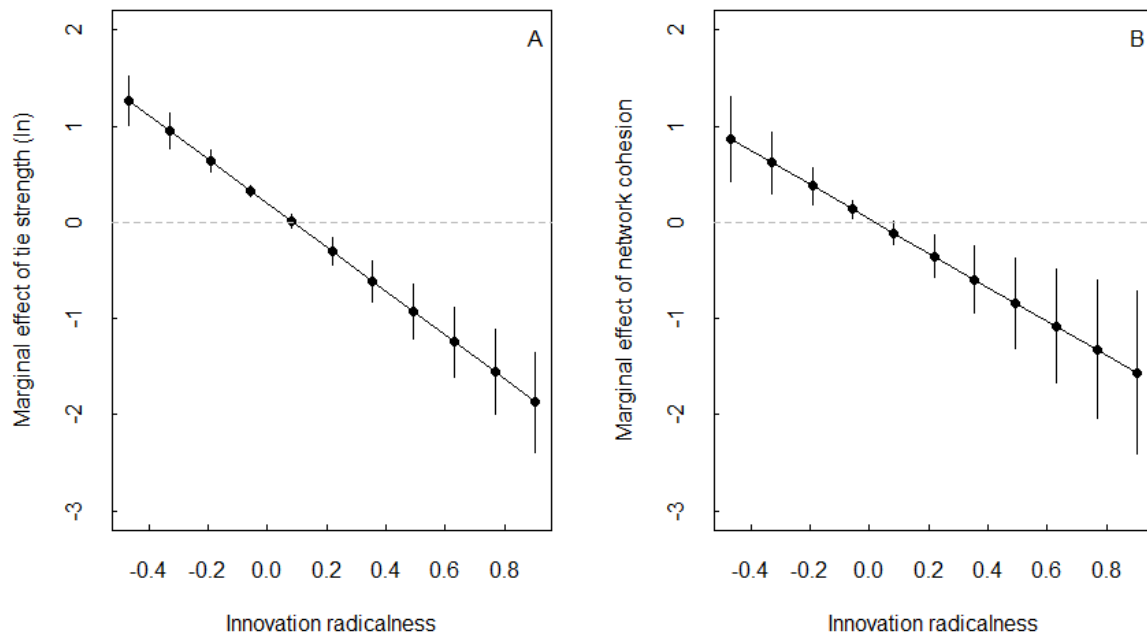 A
Marginal effect of tie strength (ln)
2
1
0
-1
-2
-3
-0.4 -0.2 0.0 0.2 0.4 0.6 0.8
Innovation radicalness
B
Marginal effect of network cohesion
2
1
0
-1
-2
-3
-0.4 -0.2 0.0 0.2 0.4 0.6 0.8
Innovation radicalness